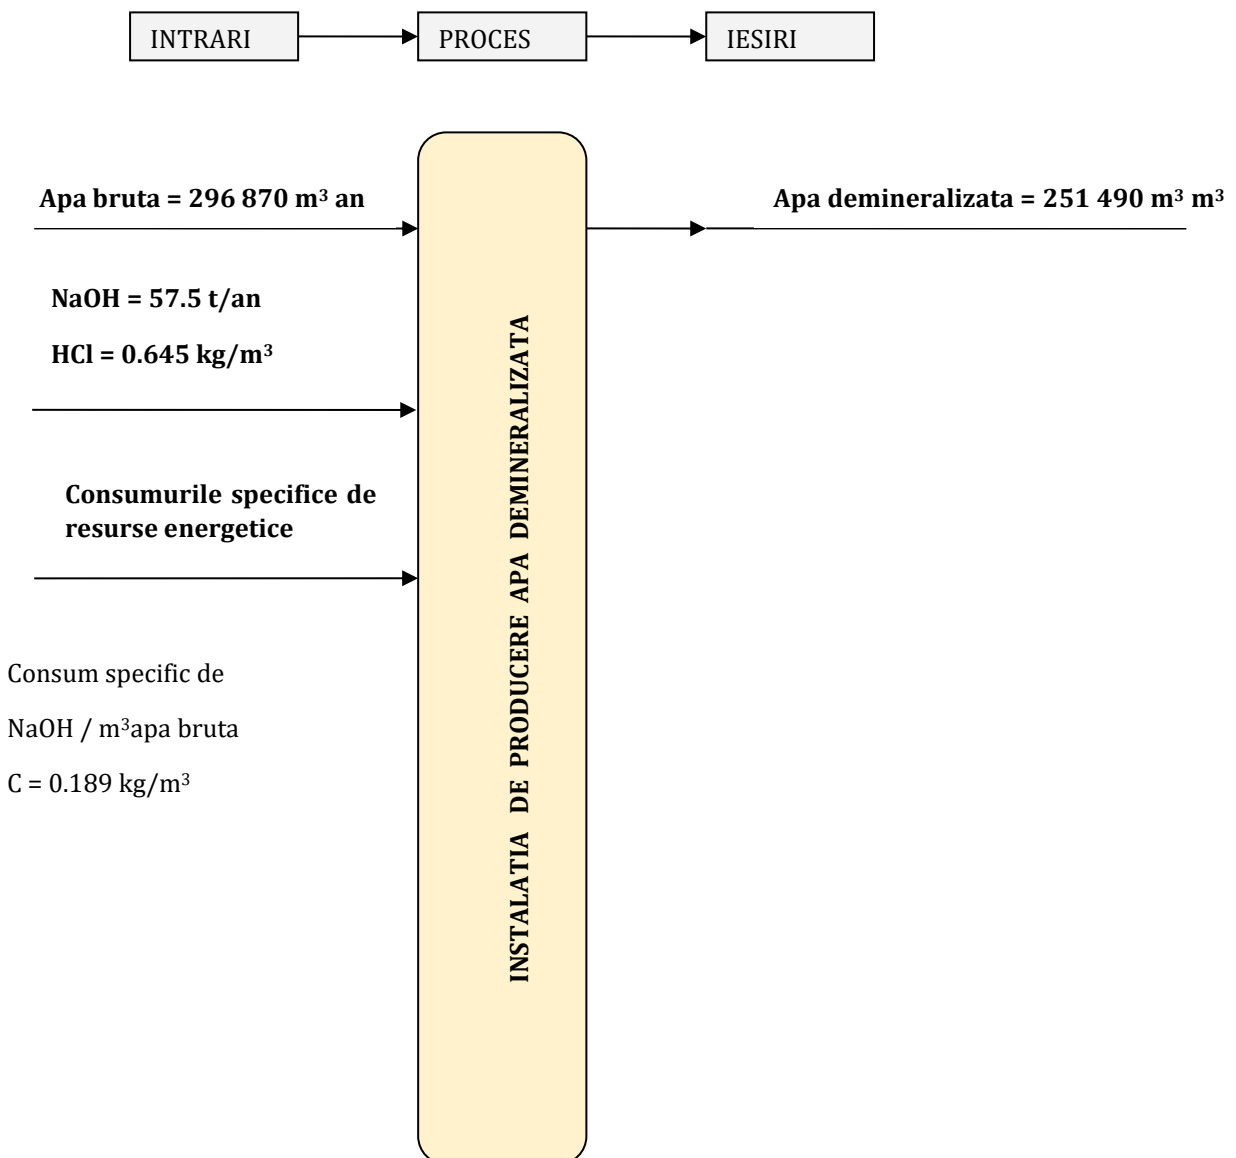 INTRARI
PROCES
IESIRI
Apa bruta = 296 870 m³ an
Apa demineralizata = 251 490 m³ m³
NaOH = 57.5 t/an
HCl = 0.645 kg/m³
Consumurile specifice de
resurse energetice
Consum specific de
NaOH / m³apa bruta
C = 0.189 kg/m³
INSTALATIA DE PRODUCERE APA DEMINERALIZATA